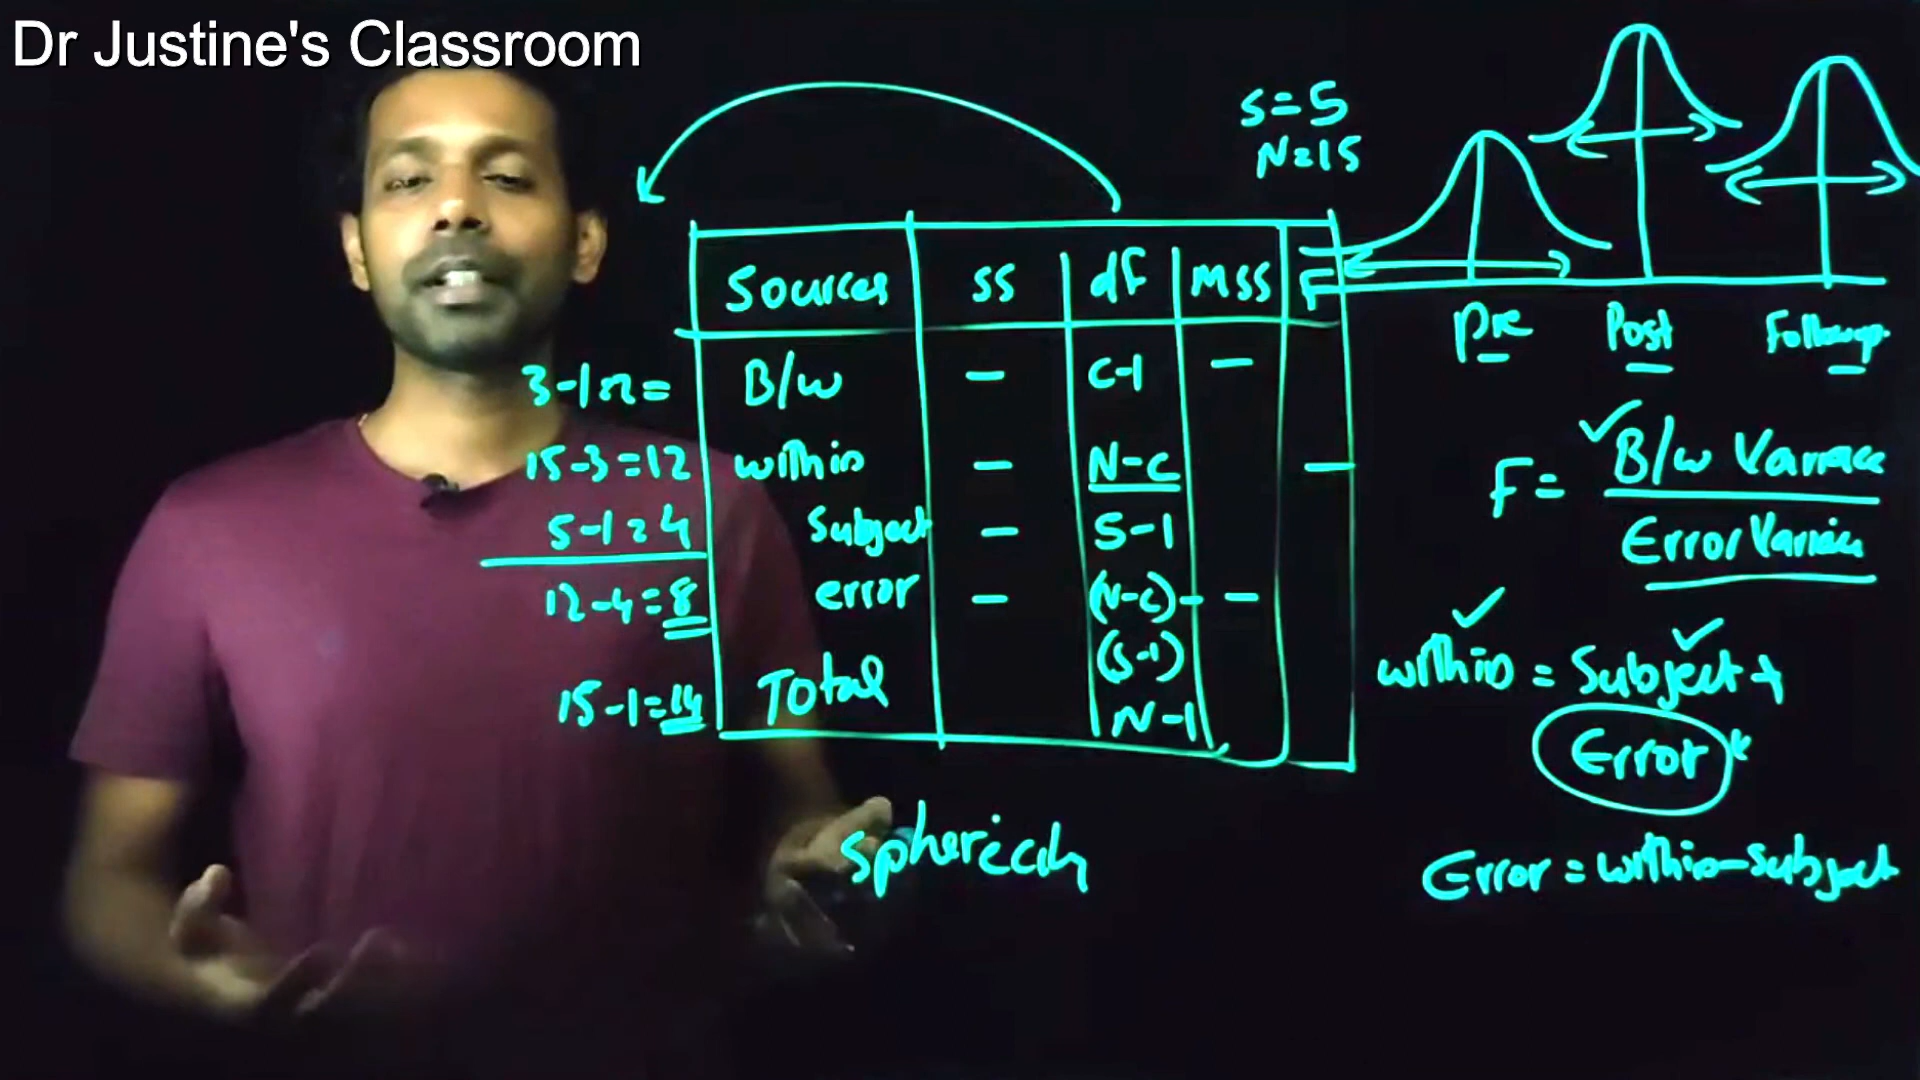 Dr Justine's Classroom
S=5
N=15
Sources SS df MSS F
3-1=2= B/w - C-1 -
15-3=12 within - N-C -
5-1=4 Subject - S-1
12-4=8 error - (N-C)- -
(S-1)
15-1=14 Total N-1
Pre Post Followup
F= B/w Variance
Error Variance
within = Subject +
Error *
Error = within-subject
Sphericity